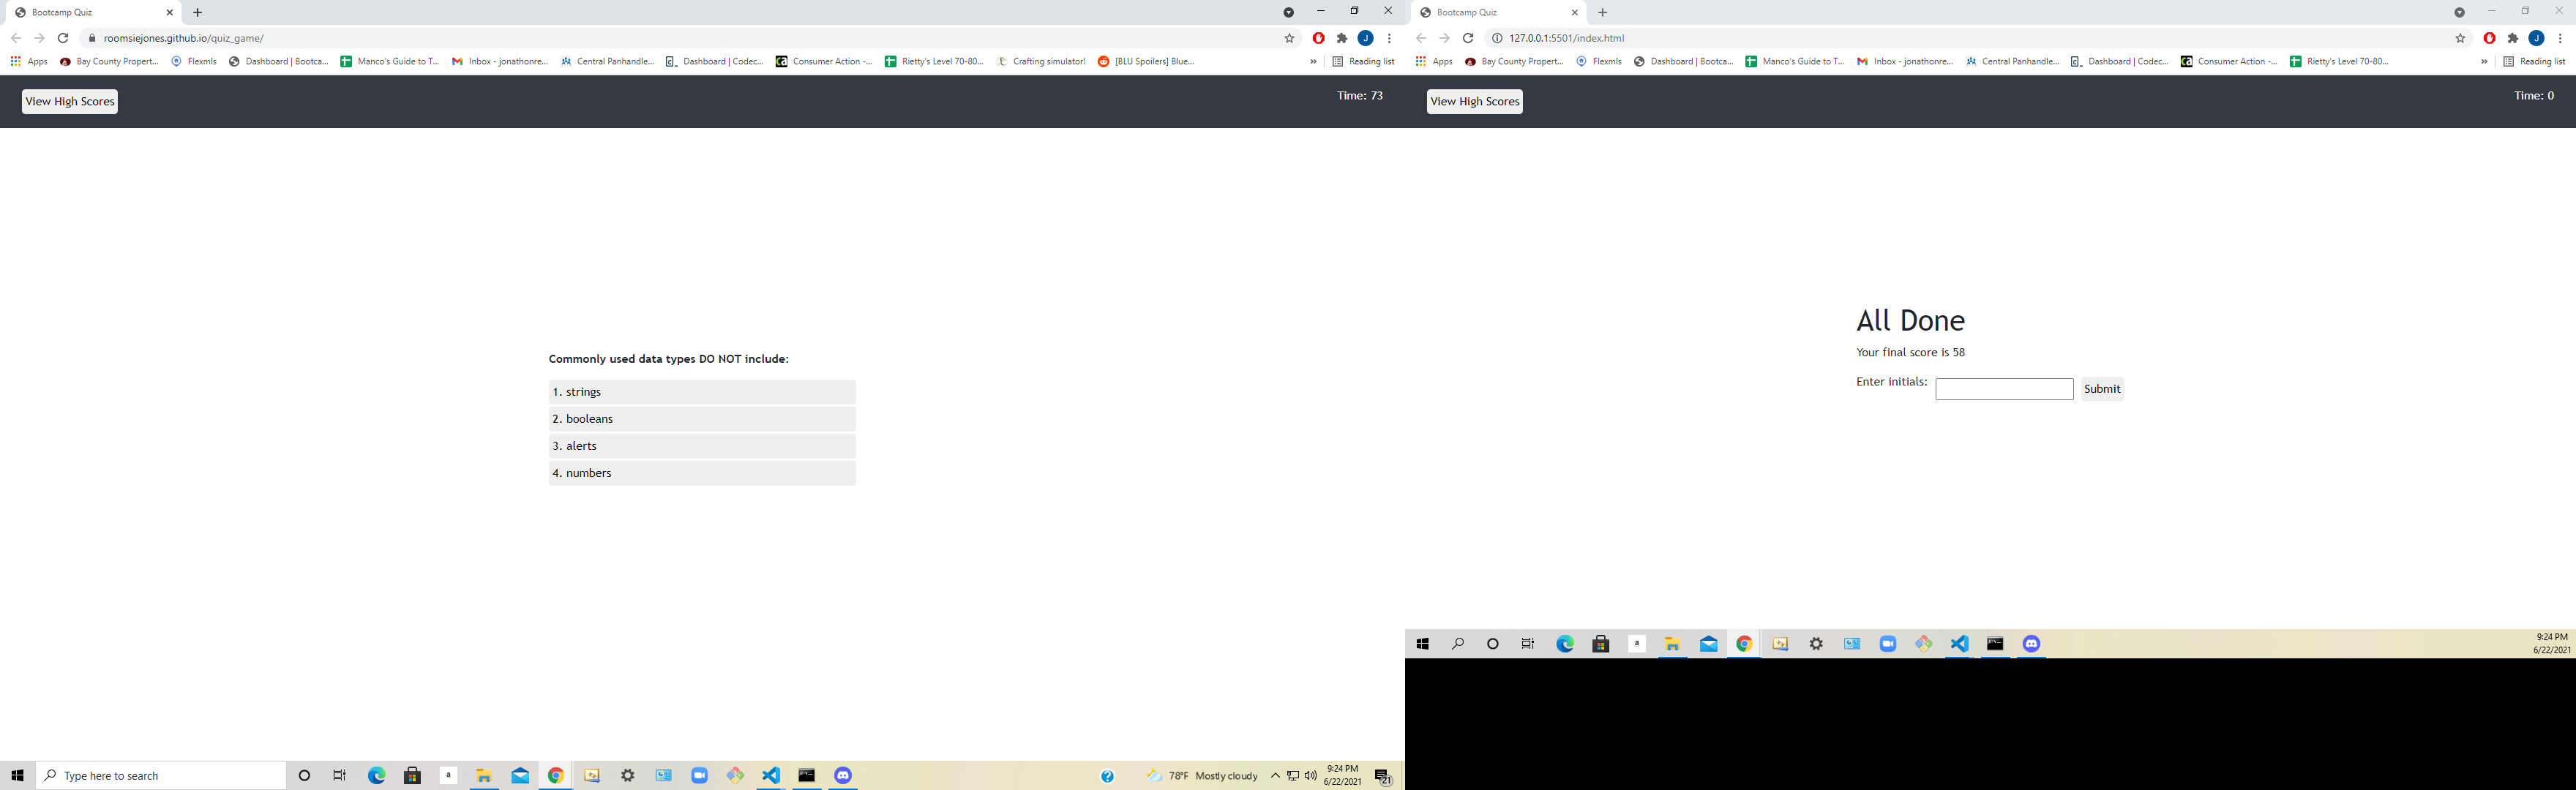 Bootcamp Quiz
roomsiejones.github.io/quiz_game/
Apps Bay County Propert... Flexmls Dashboard | Bootca... Manco's Guide to T... Inbox - jonathonre... Central Panhandle... Dashboard | Codec... Consumer Action -... Rietty's Level 70-80... Crafting simulator! [BLU Spoilers] Blue... » Reading list
View High Scores
Time: 73
Commonly used data types DO NOT include:
1. strings
2. booleans
3. alerts
4. numbers
Type here to search
78°F Mostly cloudy
9:24 PM
6/22/2021
21
Bootcamp Quiz
127.0.0.1:5501/index.html
Apps Bay County Propert... Flexmls Dashboard | Bootca... Manco's Guide to T... Inbox - jonathonre... Central Panhandle... Dashboard | Codec... Consumer Action -... Rietty's Level 70-80... » Reading list
View High Scores
Time: 0
All Done
Your final score is 58
Enter initials:
Submit
9:24 PM
6/22/2021